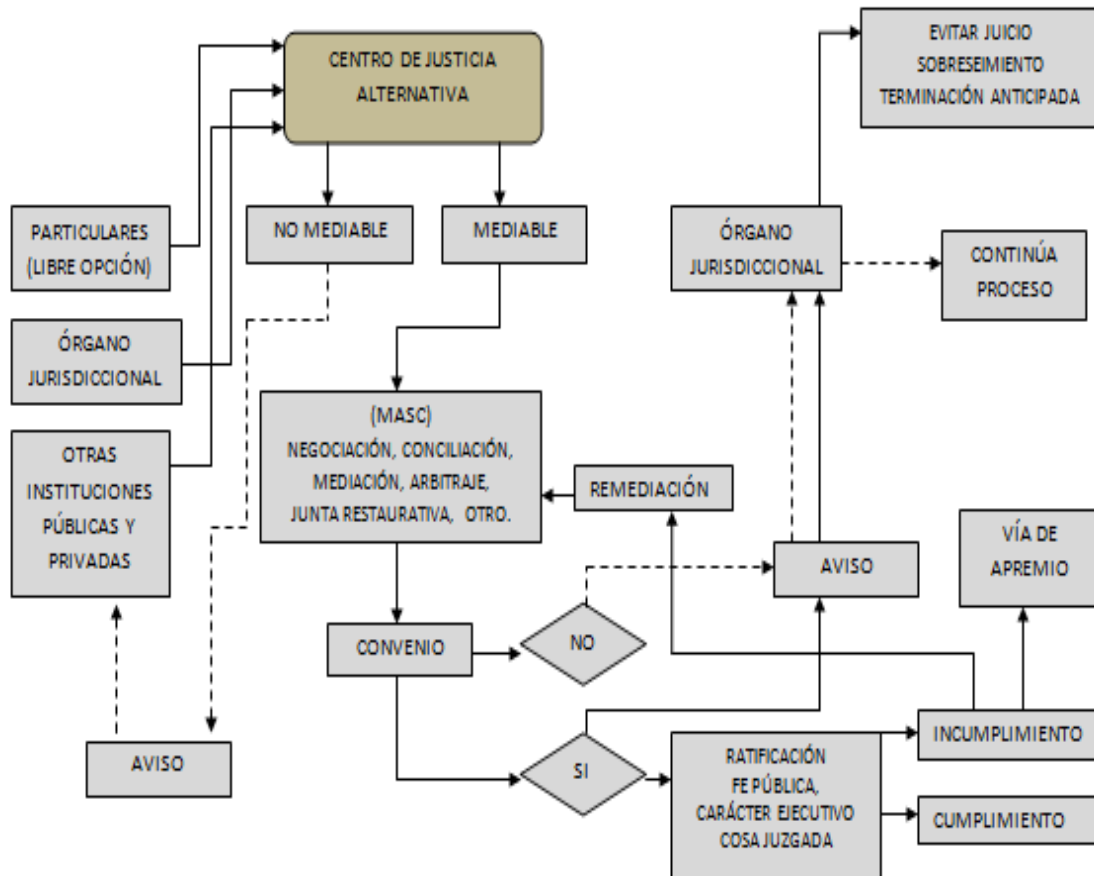 CENTRO DE JUSTICIA
ALTERNATIVA
EVITAR JUICIO
SOBRESEIMIENTO
TERMINACIÓN ANTICIPADA
PARTICULARES
(LIBRE OPCIÓN)
NO MEDIABLE
MEDIABLE
ÓRGANO
JURISDICCIONAL
CONTINÚA
PROCESO
ÓRGANO
JURISDICCIONAL
(MASC)
NEGOCIACIÓN, CONCILIACIÓN,
MEDIACIÓN, ARBITRAJE,
JUNTA RESTAURATIVA, OTRO.
OTRAS
INSTITUCIONES
PÚBLICAS Y
PRIVADAS
REMEDIACIÓN
AVISO
VÍA DE
APREMIO
CONVENIO
NO
AVISO
SI
RATIFICACIÓN
FE PÚBLICA,
CARÁCTER EJECUTIVO
COSA JUZGADA
INCUMPLIMIENTO
CUMPLIMIENTO